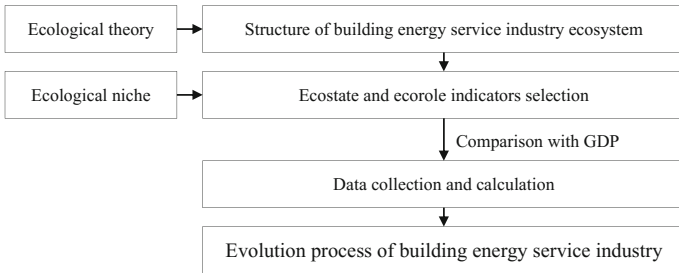 Ecological theory
Structure of building energy service industry ecosystem
Ecological niche
Ecostate and ecorole indicators selection
Comparison with GDP
Data collection and calculation
Evolution process of building energy service industry